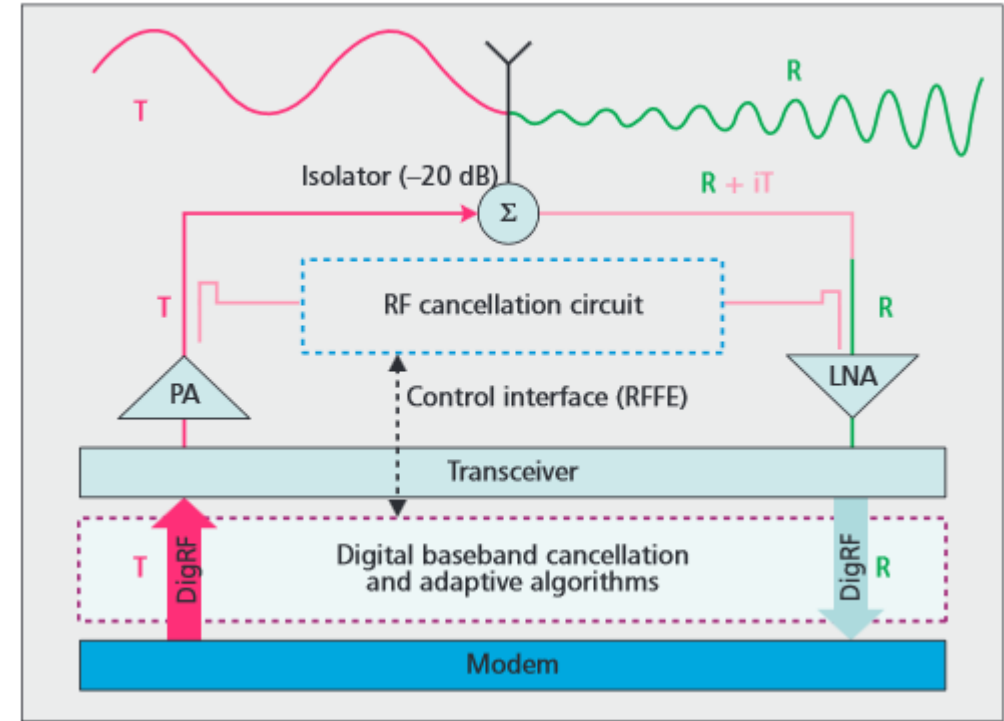 T
R
Isolator (–20 dB)
R + iT
Σ
RF cancellation circuit
T
R
PA
LNA
Control interface (RFFE)
Transceiver
T
DigRF
Digital baseband cancellation
and adaptive algorithms
DigRF
R
Modem